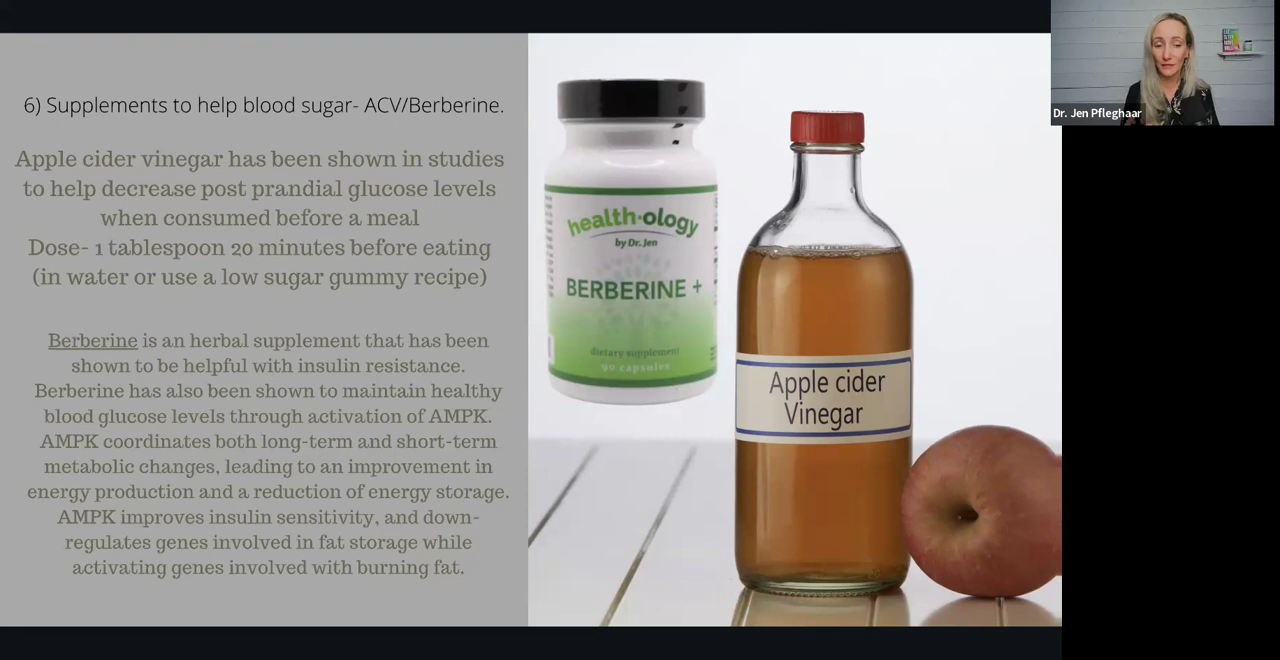 6) Supplements to help blood sugar- ACV/Berberine.
Apple cider vinegar has been shown in studies
to help decrease post prandial glucose levels
when consumed before a meal
Dose- 1 tablespoon 20 minutes before eating
(in water or use a low sugar gummy recipe)
Berberine is an herbal supplement that has been
shown to be helpful with insulin resistance.
Berberine has also been shown to maintain healthy
blood glucose levels through activation of AMPK.
AMPK coordinates both long-term and short-term
metabolic changes, leading to an improvement in
energy production and a reduction of energy storage.
AMPK improves insulin sensitivity, and down-
regulates genes involved in fat storage while
activating genes involved with burning fat.
health·ology
by Dr. Jen
BERBERINE +
dietary supplement
90 capsules
Apple cider
Vinegar
Dr. Jen Pfleghaar